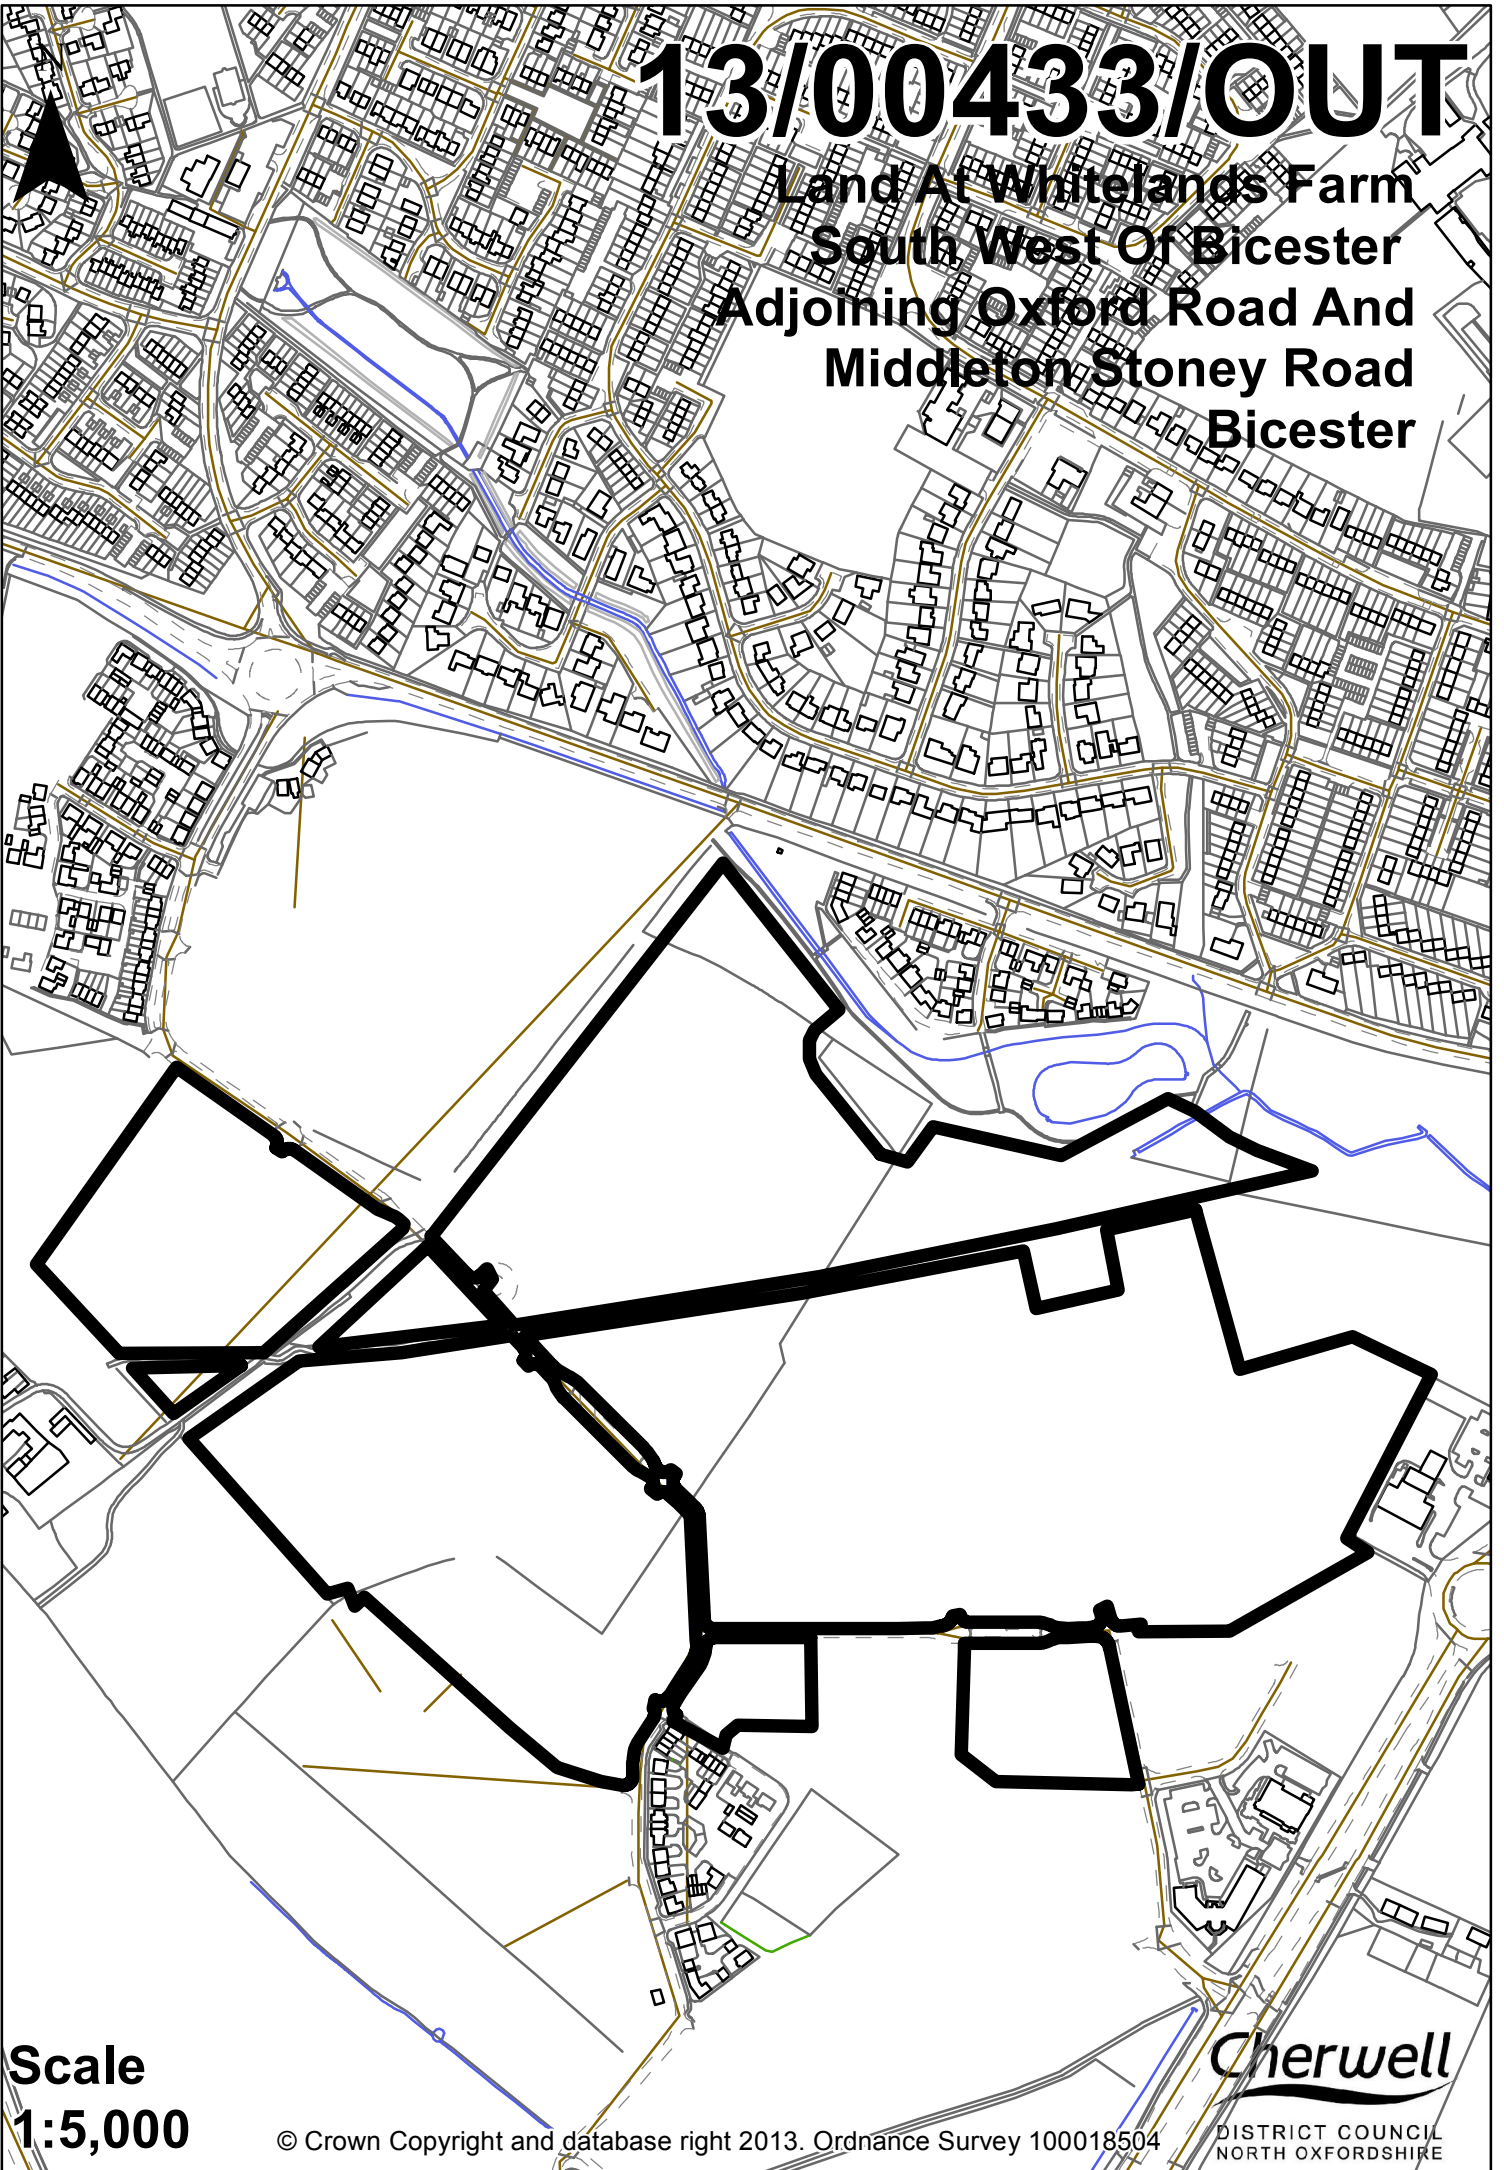 13/00433/OUT
Land At Whitelands Farm
South West Of Bicester
Adjoining Oxford Road And
Middleton Stoney Road
Bicester
Scale
1:5,000
© Crown Copyright and database right 2013. Ordnance Survey 100018504
Cherwell
DISTRICT COUNCIL
NORTH OXFORDSHIRE